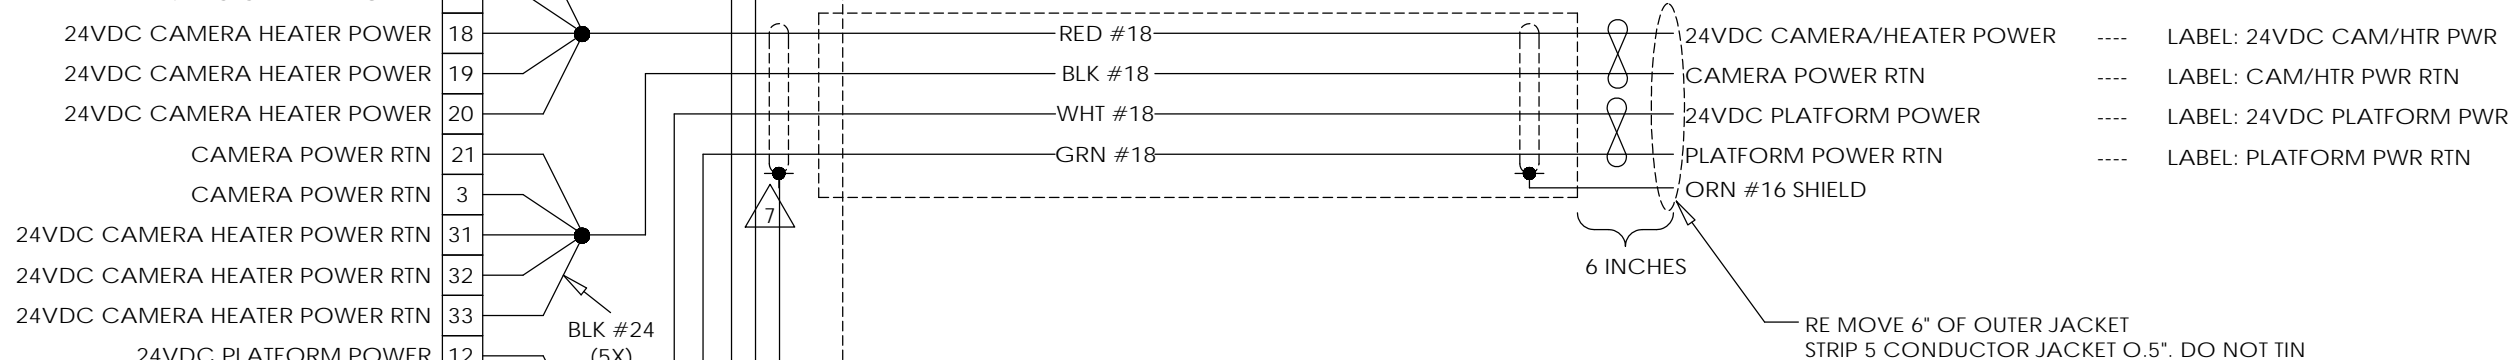 24VDC CAMERA HEATER POWER 18 RED #18 24VDC CAMERA/HEATER POWER ---- LABEL: 24VDC CAM/HTR PWR
24VDC CAMERA HEATER POWER 19 BLK #18 CAMERA POWER RTN ---- LABEL: CAM/HTR PWR RTN
24VDC CAMERA HEATER POWER 20 WHT #18 24VDC PLATFORM POWER ---- LABEL: 24VDC PLATFORM PWR
CAMERA POWER RTN 21 GRN #18 PLATFORM POWER RTN ---- LABEL: PLATFORM PWR RTN
CAMERA POWER RTN 3 ORN #16 SHIELD
7
24VDC CAMERA HEATER POWER RTN 31
6 INCHES
24VDC CAMERA HEATER POWER RTN 32
24VDC CAMERA HEATER POWER RTN 33
BLK #24
(5X)
RE MOVE 6" OF OUTER JACKET
STRIP 5 CONDUCTOR JACKET O.5". DO NOT TIN
24VDC PLATFORM POWER 12